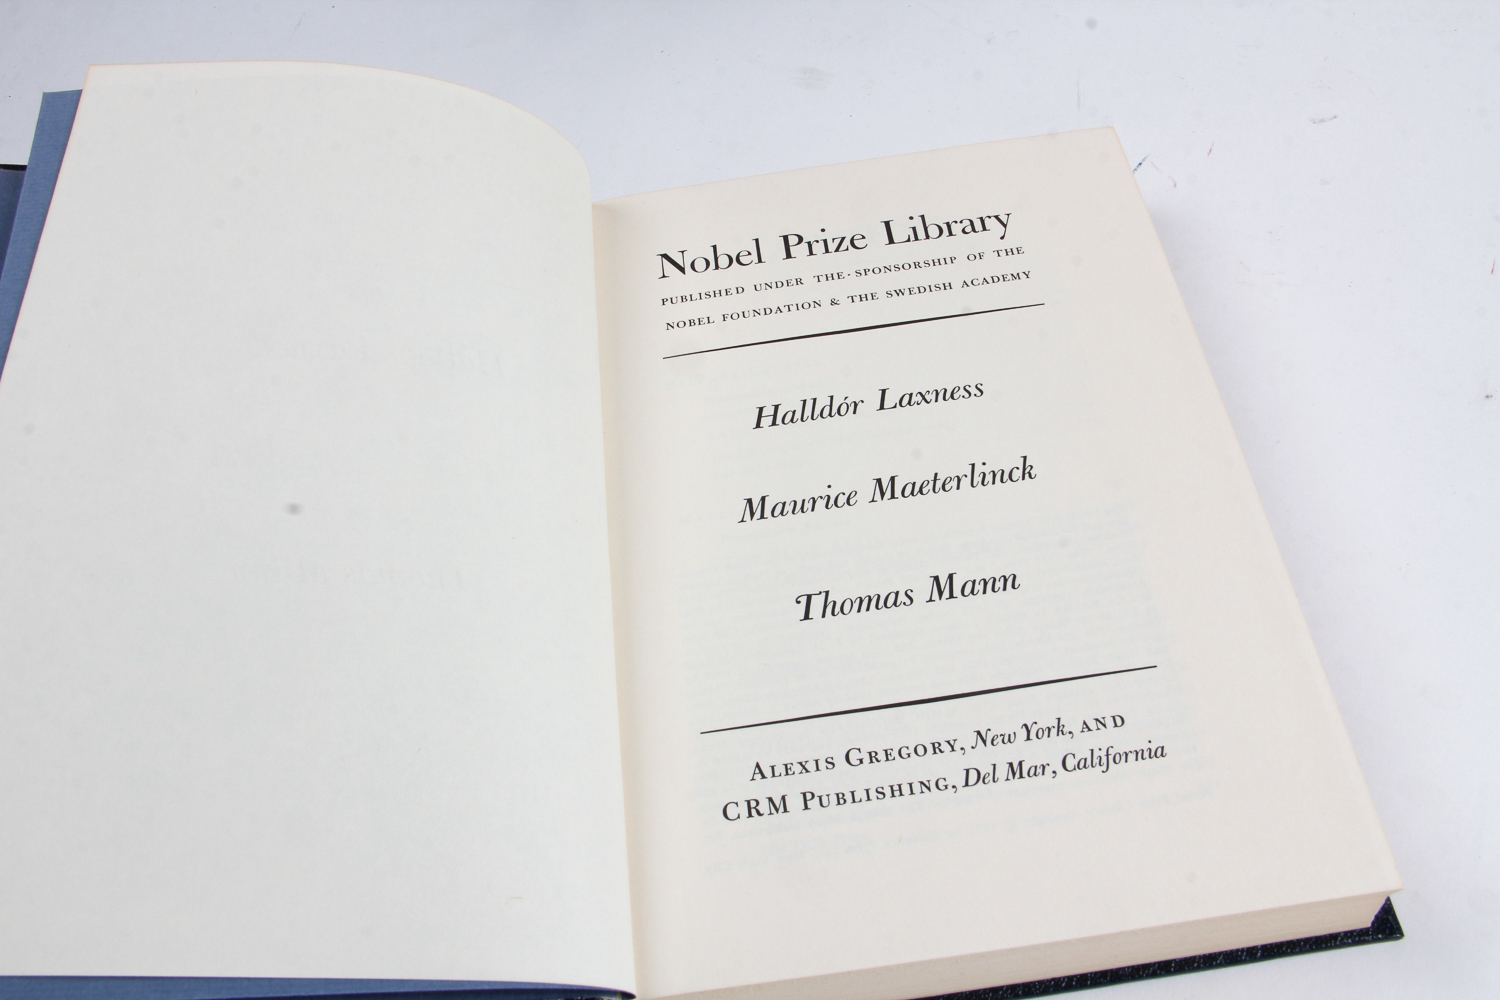 Nobel Prize Library
PUBLISHED UNDER THE · SPONSORSHIP OF THE
NOBEL FOUNDATION & THE SWEDISH ACADEMY
Halldór Laxness
Maurice Maeterlinck
Thomas Mann
ALEXIS GREGORY, New York, AND
CRM PUBLISHING, Del Mar, California